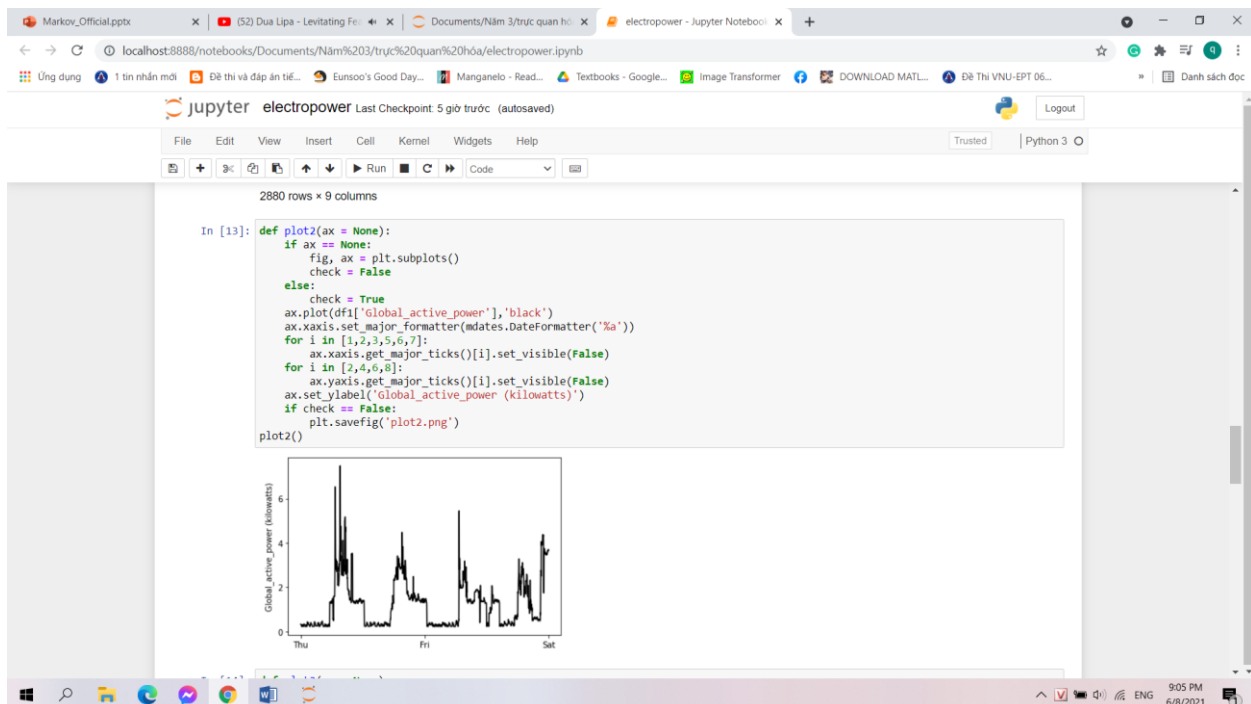 Markov_Official.pptx
(52) Dua Lipa - Levitating Fea
Documents/Năm 3/trực quan hó
electropower - Jupyter Notebook
localhost:8888/notebooks/Documents/Năm%203/trực%20quan%20hóa/electropower.ipynb
Ứng dụng
1 tin nhắn mới
Đề thi và đáp án tiế...
Eunsoo's Good Day...
Manganelo - Read...
Textbooks - Google...
Image Transformer
DOWNLOAD MATL...
Đề Thi VNU-EPT 06...
»
Danh sách đọc
jupyter electropower Last Checkpoint: 5 giờ trước (autosaved)
Logout
File Edit View Insert Cell Kernel Widgets Help
Trusted
Python 3
Run
Code
2880 rows × 9 columns
In [13]: def plot2(ax = None):
    if ax == None:
        fig, ax = plt.subplots()
        check = False
    else:
        check = True
    ax.plot(df1['Global_active_power'],'black')
    ax.xaxis.set_major_formatter(mdates.DateFormatter('%a'))
    for i in [1,2,3,5,6,7]:
        ax.xaxis.get_major_ticks()[i].set_visible(False)
    for i in [2,4,6,8]:
        ax.yaxis.get_major_ticks()[i].set_visible(False)
    ax.set_ylabel('Global_active_power (kilowatts)')
    if check == False:
        plt.savefig('plot2.png')
plot2()
Global_active_power (kilowatts)
6
4
2
0
Thu
Fri
Sat
ENG
9:05 PM
6/8/2021